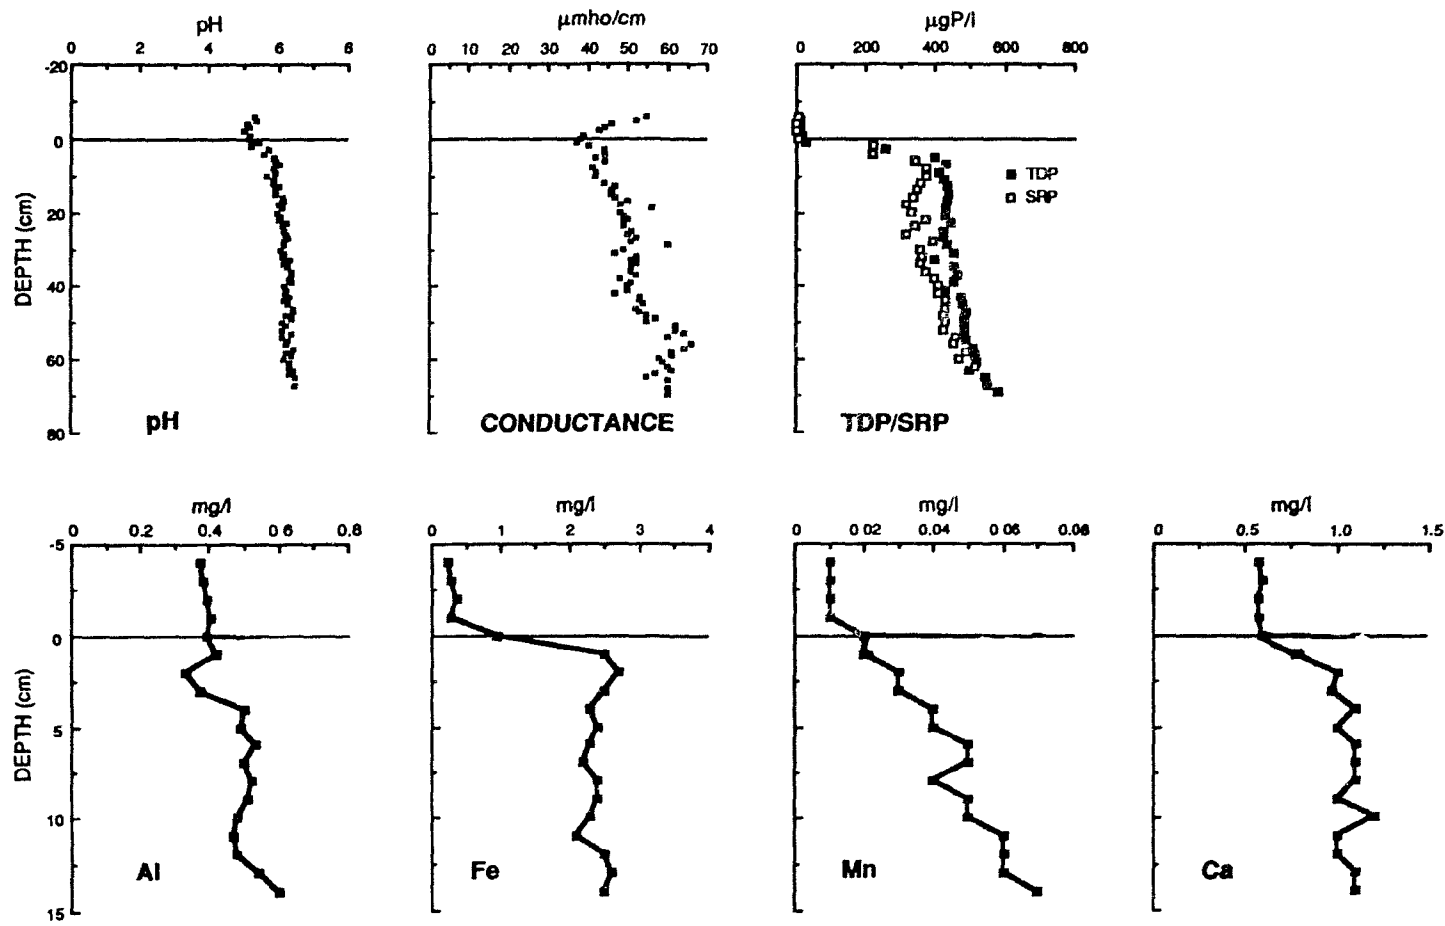 pH
0 2 4 6 8
µmho/cm
0 10 20 30 40 50 60 70
µgP/l
0 200 400 600 800
-20
0
20
40
60
80
DEPTH (cm)
TDP
SRP
pH
CONDUCTANCE
TDP/SRP
mg/l
0 0.2 0.4 0 6 0.8
mg/l
0 1 2 3 4
mg/l
0 0.02 0.04 0.06 0.08
mg/l
0 0.5 1.0 1.5
-5
0
5
10
15
DEPTH (cm)
Al
Fe
Mn
Ca